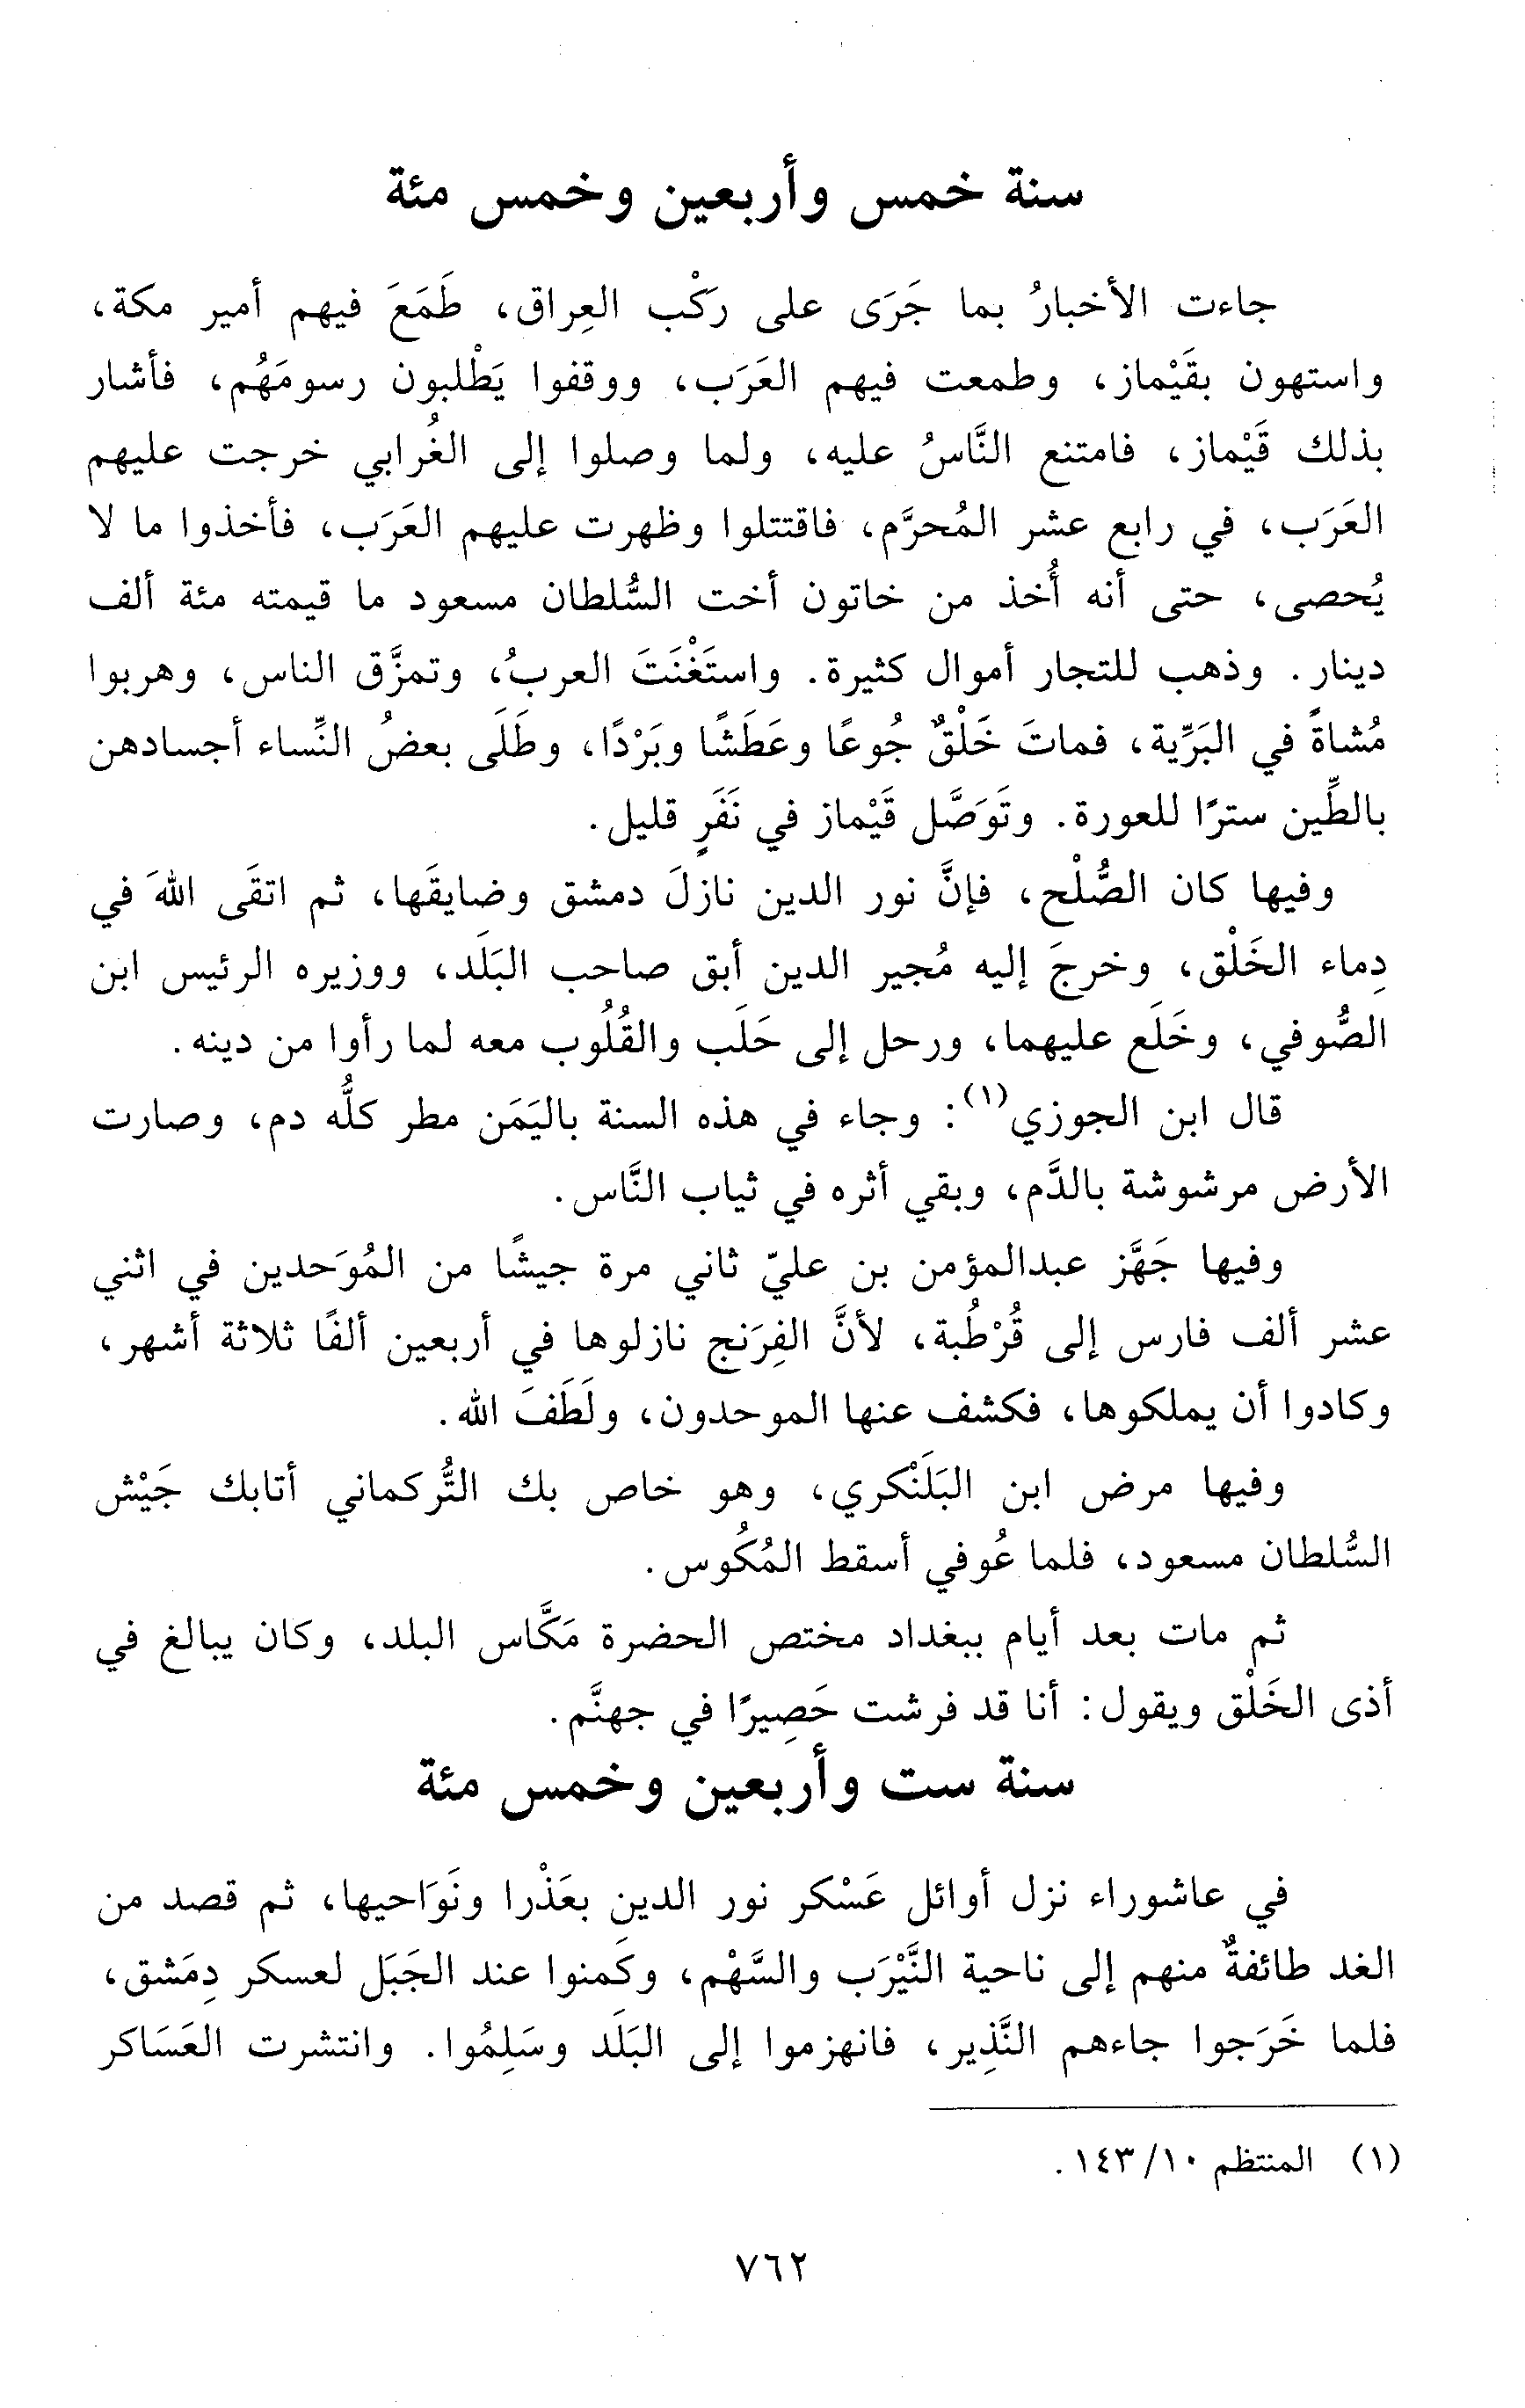 سنة خمس وأربعين وخمس مئة
جاءت الأخبارُ بما جَرَى على رَكْب العِراق، طَمَعَ فيهم أمير مكة،
واستهون بقَيْماز، وطمعت فيهم العَرَب، ووقفوا يَطْلبون رسومَهُم، فأشار
بذلك قَيْماز، فامتنع النَّاسُ عليه، ولما وصلوا إلى الغُرابي خرجت عليهم
العَرَب، في رابع عشر المُحرَّم، فاقتتلوا وظهرت عليهم العَرَب، فأخذوا ما لا
يُحصى، حتى أنه أُخذ من خاتون أخت السُّلطان مسعود ما قيمته مئة ألف
دينار. وذهب للتجار أموال كثيرة. واستَغْنَتَ العربُ، وتمزَّق الناس، وهربوا
مُشاةً في البَرِّية، فماتَ خَلْقٌ جُوعًا وعَطَشًا وبَرْدًا، وطَلَى بعضُ النِّساء أجسادهن
بالطِّين سترًا للعورة. وتَوَصَّل قَيْماز في نَفَرٍ قليل.
وفيها كان الصُّلْح، فإنَّ نور الدين نازلَ دمشق وضايقَها، ثم اتقَى اللهَ في
دِماء الخَلْق، وخرجَ إليه مُجير الدين أبق صاحب البَلَد، ووزيره الرئيس ابن
الصُّوفي، وخَلَع عليهما، ورحل إلى حَلَب والقُلُوب معه لما رأوا من دينه.
قال ابن الجوزي(١): وجاء في هذه السنة باليَمَن مطر كلُّه دم، وصارت
الأرض مرشوشة بالدَّم، وبقي أثره في ثياب النَّاس.
وفيها جَهَّز عبدالمؤمن بن عليّ ثاني مرة جيشًا من المُوَحدين في اثني
عشر ألف فارس إلى قُرْطُبة، لأنَّ الفِرَنج نازلوها في أربعين ألفًا ثلاثة أشهر،
وكادوا أن يملكوها، فكشف عنها الموحدون، ولَطَفَ الله.
وفيها مرض ابن البَلَنْكري، وهو خاص بك التُّركماني أتابك جَيْش
السُّلطان مسعود، فلما عُوفي أسقط المُكُوس.
ثم مات بعد أيام ببغداد مختص الحضرة مَكَّاس البلد، وكان يبالغ في
أذى الخَلْق ويقول: أنا قد فرشت حَصِيرًا في جهنَّم.
سنة ست وأربعين وخمس مئة
في عاشوراء نزل أوائل عَسْكر نور الدين بعَذْرا ونَوَاحيها، ثم قصد من
الغد طائفةٌ منهم إلى ناحية النَّيْرَب والسَّهْم، وكَمنوا عند الجَبَل لعسكر دِمَشق،
فلما خَرَجوا جاءهم النَّذِير، فانهزموا إلى البَلَد وسَلِمُوا. وانتشرت العَسَاكر
(١) المنتظم ١٠/ ١٤٣.
٧٦٢